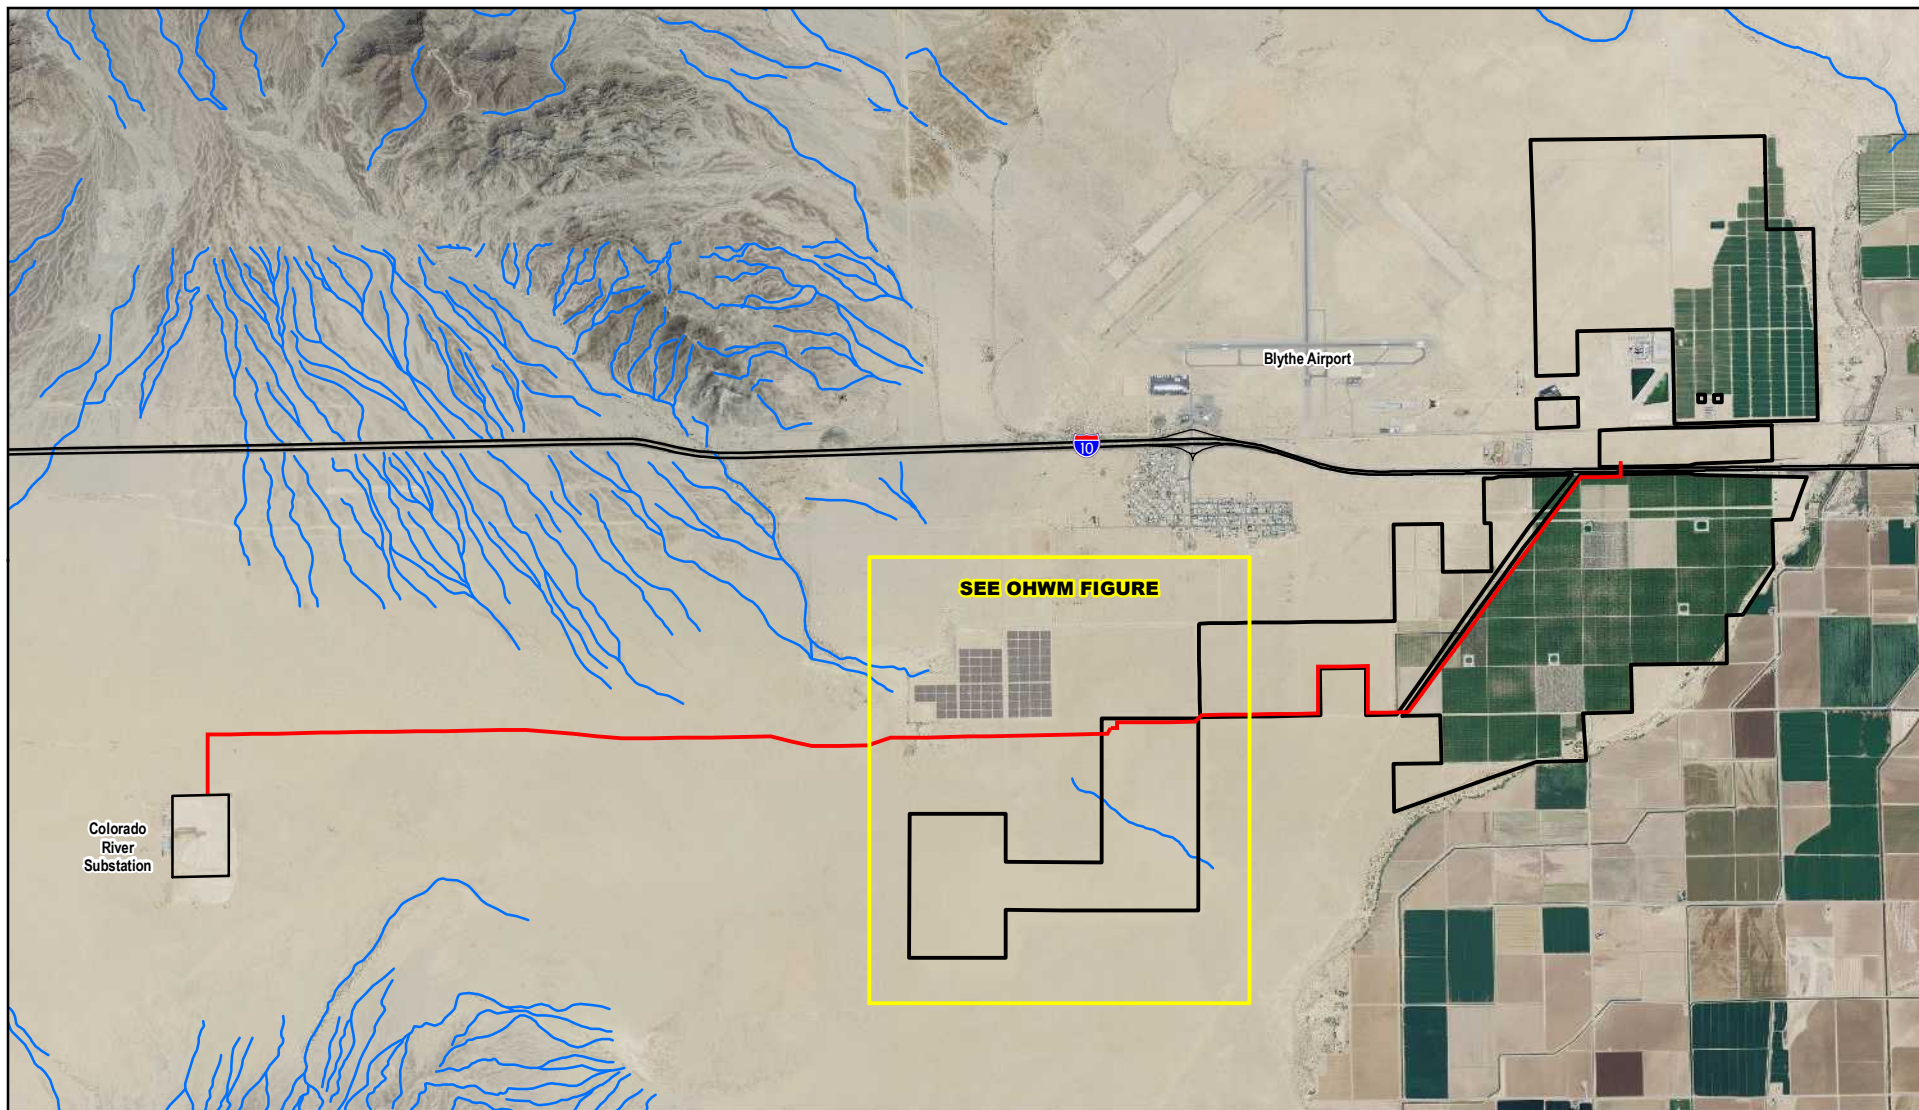 Blythe Airport
10
SEE OHWM FIGURE
Colorado
River
Substation